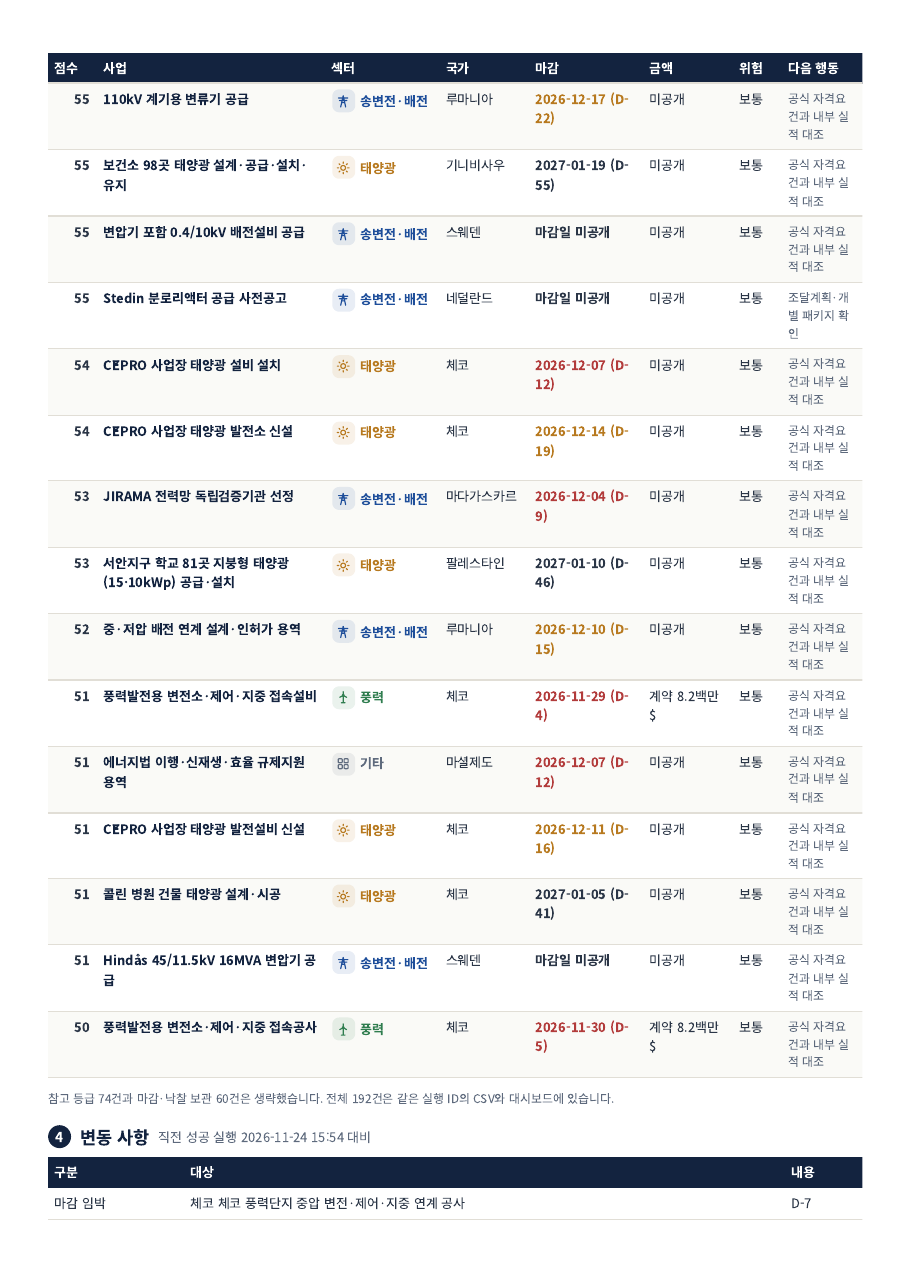 점수 사업 섹터 국가 마감 금액 위험 다음 행동
55 110kV 계기용 변류기 공급 송변전·배전 루마니아 2026-12-17 (D-22) 미공개 보통 공식 자격요건과 내부 실적 대조
55 보건소 98곳 태양광 설계·공급·설치·유지 태양광 기니비사우 2027-01-19 (D-55) 미공개 보통 공식 자격요건과 내부 실적 대조
55 변압기 포함 0.4/10kV 배전설비 공급 송변전·배전 스웨덴 마감일 미공개 미공개 보통 공식 자격요건과 내부 실적 대조
55 Stedin 분로리액터 공급 사전공고 송변전·배전 네덜란드 마감일 미공개 미공개 보통 조달계획·개별 패키지 확인
54 ČEPRO 사업장 태양광 설비 설치 태양광 체코 2026-12-07 (D-12) 미공개 보통 공식 자격요건과 내부 실적 대조
54 ČEPRO 사업장 태양광 발전소 신설 태양광 체코 2026-12-14 (D-19) 미공개 보통 공식 자격요건과 내부 실적 대조
53 JIRAMA 전력망 독립검증기관 선정 송변전·배전 마다가스카르 2026-12-04 (D-9) 미공개 보통 공식 자격요건과 내부 실적 대조
53 서안지구 학교 81곳 지붕형 태양광 (15·10kWp) 공급·설치 태양광 팔레스타인 2027-01-10 (D-46) 미공개 보통 공식 자격요건과 내부 실적 대조
52 중·저압 배전 연계 설계·인허가 용역 송변전·배전 루마니아 2026-12-10 (D-15) 미공개 보통 공식 자격요건과 내부 실적 대조
51 풍력발전용 변전소·제어·지중 접속설비 풍력 체코 2026-11-29 (D-4) 계약 8.2백만$ 보통 공식 자격요건과 내부 실적 대조
51 에너지법 이행·신재생·효율 규제지원 용역 기타 마셜제도 2026-12-07 (D-12) 미공개 보통 공식 자격요건과 내부 실적 대조
51 ČEPRO 사업장 태양광 발전설비 신설 태양광 체코 2026-12-11 (D-16) 미공개 보통 공식 자격요건과 내부 실적 대조
51 콜린 병원 건물 태양광 설계·시공 태양광 체코 2027-01-05 (D-41) 미공개 보통 공식 자격요건과 내부 실적 대조
51 Hindås 45/11.5kV 16MVA 변압기 공급 송변전·배전 스웨덴 마감일 미공개 미공개 보통 공식 자격요건과 내부 실적 대조
50 풍력발전용 변전소·제어·지중 접속공사 풍력 체코 2026-11-30 (D-5) 계약 8.2백만$ 보통 공식 자격요건과 내부 실적 대조
참고 등급 74건과 마감·낙찰 보관 60건은 생략했습니다. 전체 192건은 같은 실행 ID의 CSV와 대시보드에 있습니다.
4 변동 사항 직전 성공 실행 2026-11-24 15:54 대비
구분 대상 내용
마감 임박 체코 체코 풍력단지 중압 변전·제어·지중 연계 공사 D-7